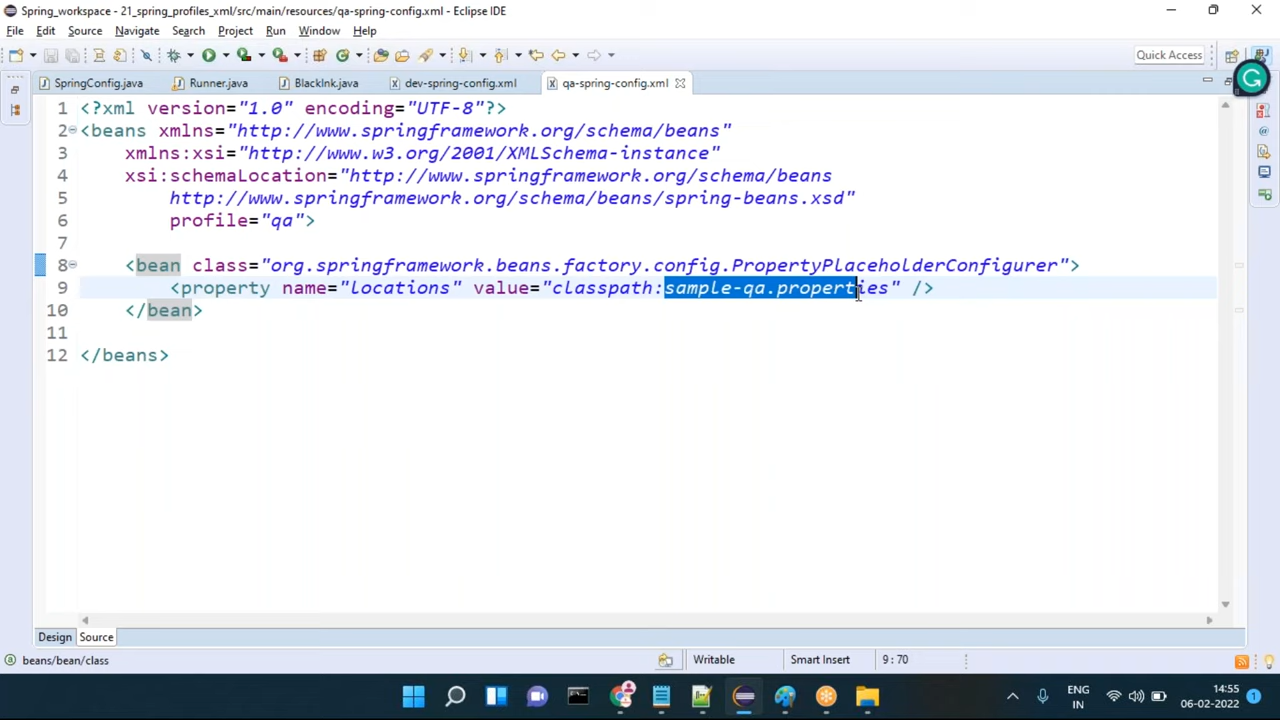 Spring_workspace - 21_spring_profiles_xml/src/main/resources/qa-spring-config.xml - Eclipse IDE
File Edit Source Navigate Search Project Run Window Help
Quick Access
SpringConfig.java Runner.java BlackInk.java dev-spring-config.xml qa-spring-config.xml
1 <?xml version="1.0" encoding="UTF-8"?>
2 <beans xmlns="http://www.springframework.org/schema/beans"
3 xmlns:xsi="http://www.w3.org/2001/XMLSchema-instance"
4 xsi:schemaLocation="http://www.springframework.org/schema/beans
5 http://www.springframework.org/schema/beans/spring-beans.xsd"
6 profile="qa">
7
8 <bean class="org.springframework.beans.factory.config.PropertyPlaceholderConfigurer">
9 <property name="locations" value="classpath:sample-qa.properties" />
10 </bean>
11
12 </beans>
Design Source
beans/bean/class Writable Smart Insert 9 : 70
ENG
IN
14:55
06-02-2022
1